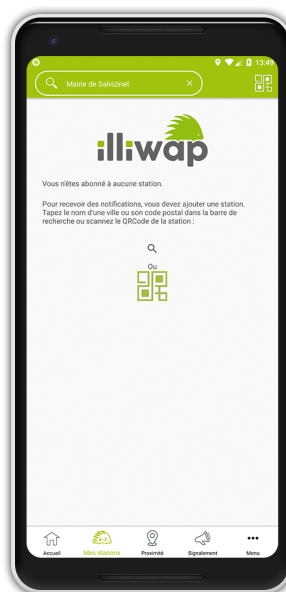 13:49
Mairie de Salvizinet
illiwap
Vous n'êtes abonné à aucune station.
Pour recevoir des notifications, vous devez ajouter une station.
Tapez le nom d'une ville ou son code postal dans la barre de
recherche ou scannez le QRCode de la station :
Ou
Accueil Mes stations Proximité Signalement Menu